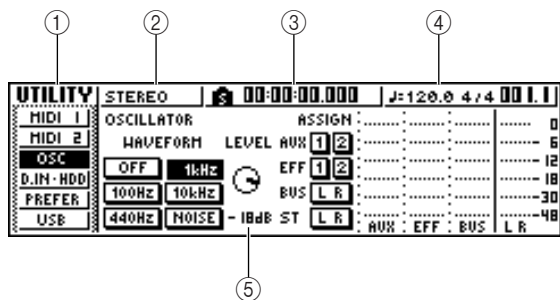 ① ② ③ ④
UTILITY STEREO S 00:00:00.000 ♩=120.0 4/4 001.1
MIDI 1 OSCILLATOR ASSIGN 0
MIDI 2 WAVEFORM LEVEL AUX 1 2 6
OSC OFF 1kHz EFF 1 2 12
D.IN·HDD 18
PREFER 100Hz 10kHz BUS L R 30
USB 440Hz NOISE -18dB ST L R 48
AUX EFF BUS L R
⑤